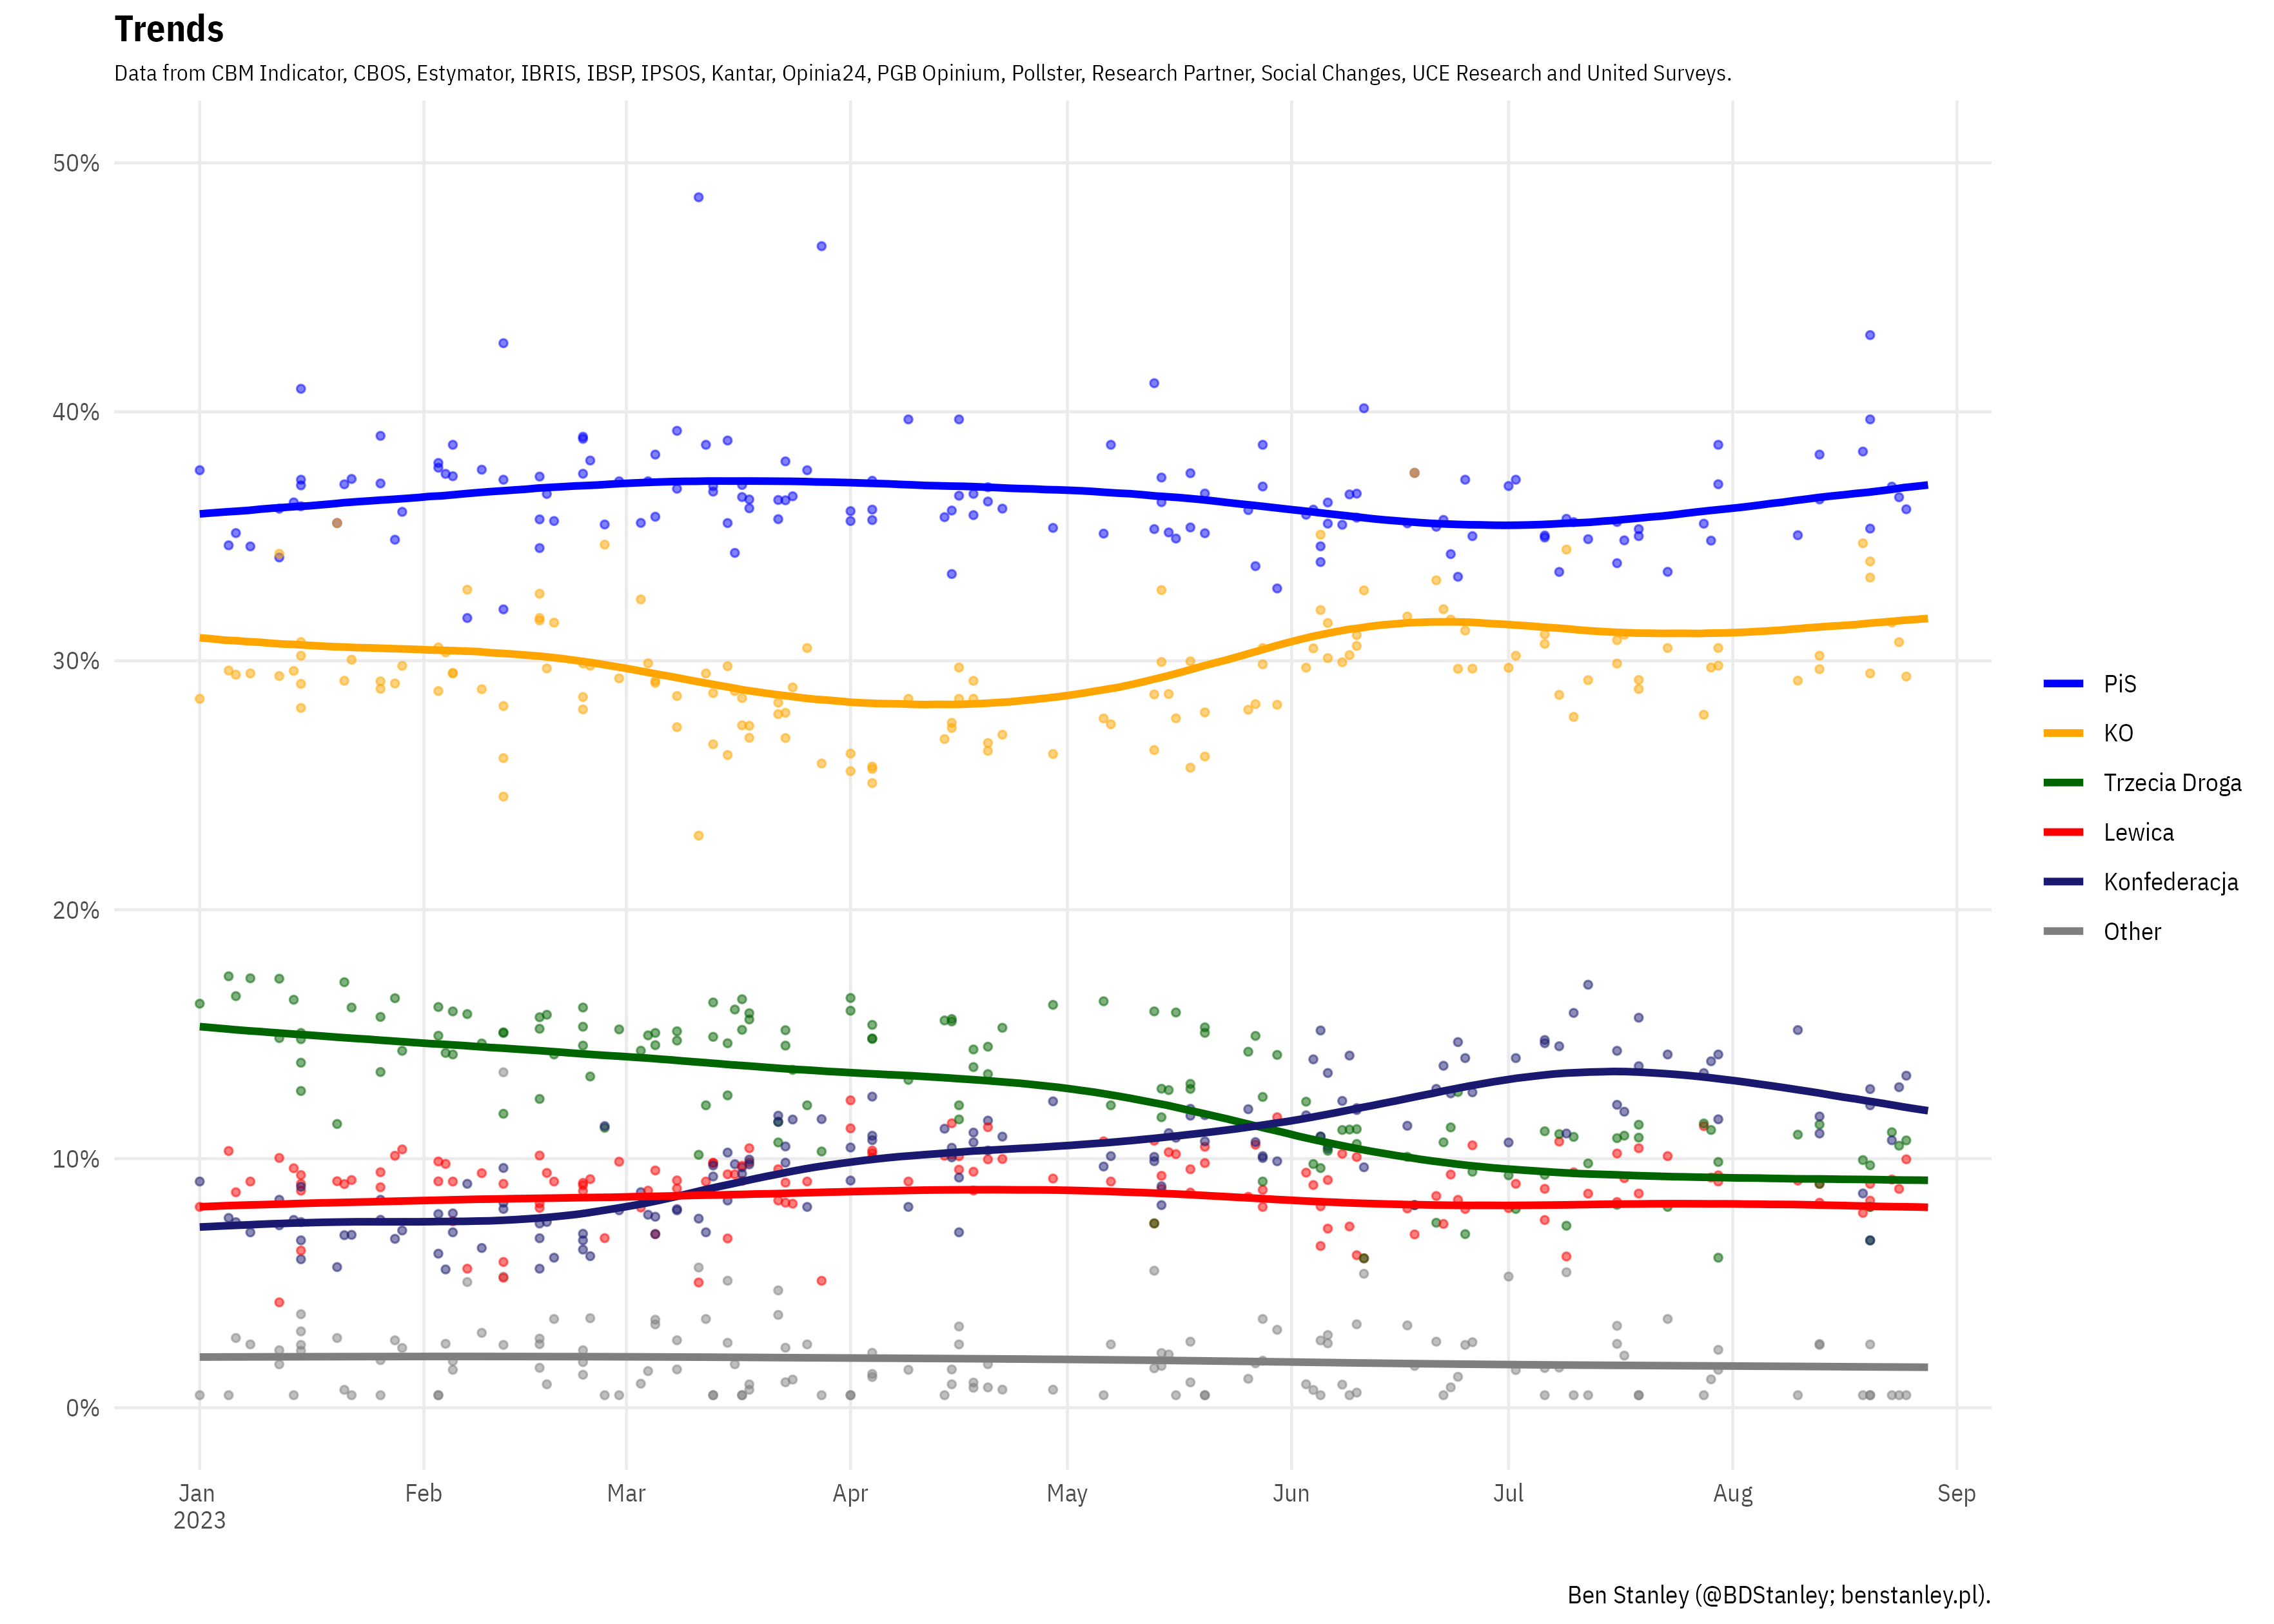 Trends
Data from CBM Indicator, CBOS, Estymator, IBRIS, IBSP, IPSOS, Kantar, Opinia24, PGB Opinium, Pollster, Research Partner, Social Changes, UCE Research and United Surveys.
50%
40%
30%
20%
10%
0%
Jan
2023
Feb
Mar
Apr
May
Jun
Jul
Aug
Sep
PiS
KO
Trzecia Droga
Lewica
Konfederacja
Other
Ben Stanley (@BDStanley; benstanley.pl).